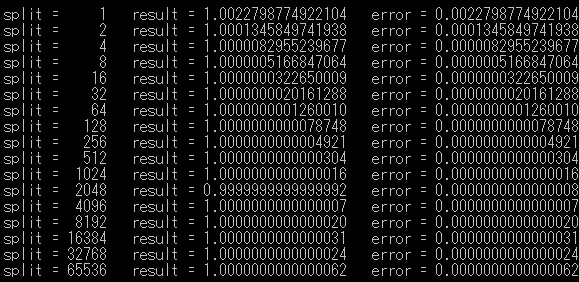 split =     1   result = 1.0022798774922104   error = 0.0022798774922104
split =     2   result = 1.0001345849741938   error = 0.0001345849741938
split =     4   result = 1.0000082955239677   error = 0.0000082955239677
split =     8   result = 1.0000005166847064   error = 0.0000005166847064
split =    16   result = 1.0000000322650009   error = 0.0000000322650009
split =    32   result = 1.0000000020161288   error = 0.0000000020161288
split =    64   result = 1.0000000001260010   error = 0.0000000001260010
split =   128   result = 1.0000000000078748   error = 0.0000000000078748
split =   256   result = 1.0000000000004921   error = 0.0000000000004921
split =   512   result = 1.0000000000000304   error = 0.0000000000000304
split =  1024   result = 1.0000000000000016   error = 0.0000000000000016
split =  2048   result = 0.9999999999999992   error = 0.0000000000000008
split =  4096   result = 1.0000000000000007   error = 0.0000000000000007
split =  8192   result = 1.0000000000000020   error = 0.0000000000000020
split = 16384   result = 1.0000000000000031   error = 0.0000000000000031
split = 32768   result = 1.0000000000000024   error = 0.0000000000000024
split = 65536   result = 1.0000000000000062   error = 0.0000000000000062